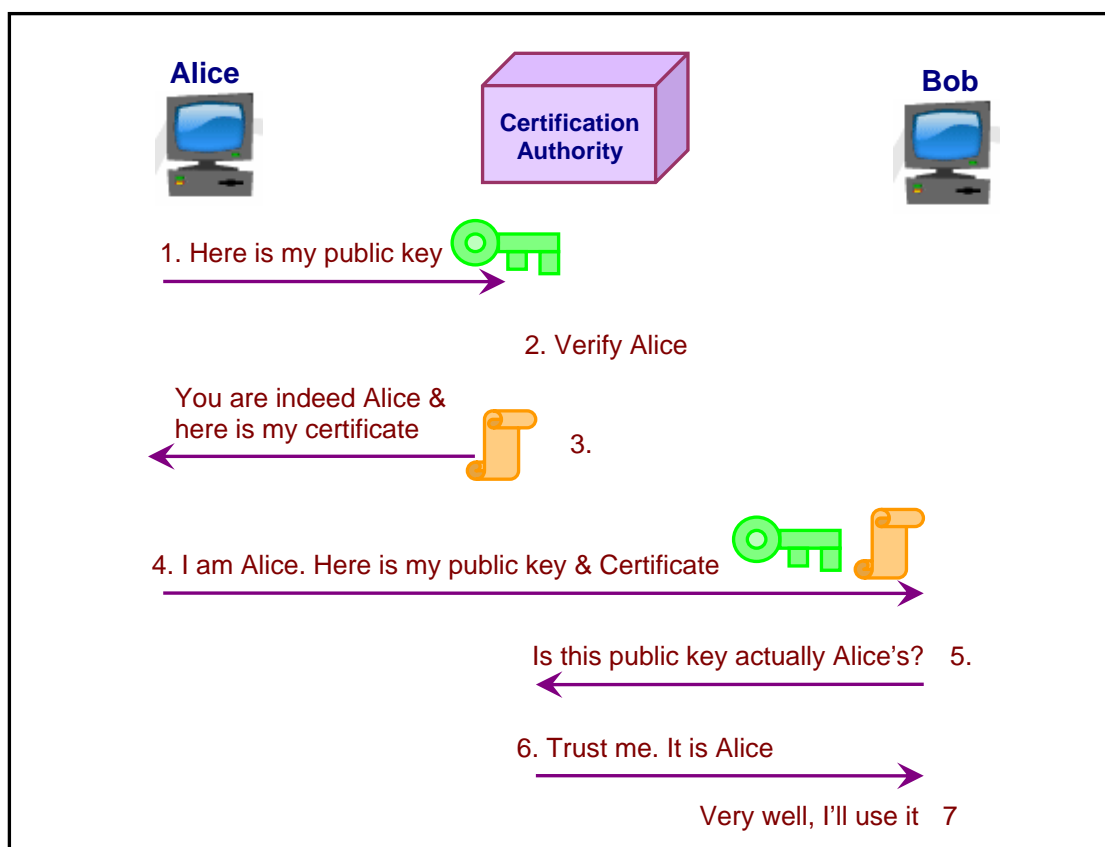 Alice
Certification
Authority
Bob
1. Here is my public key
2. Verify Alice
You are indeed Alice &
here is my certificate
3.
4. I am Alice. Here is my public key & Certificate
Is this public key actually Alice’s? 5.
6. Trust me. It is Alice
Very well, I’ll use it 7